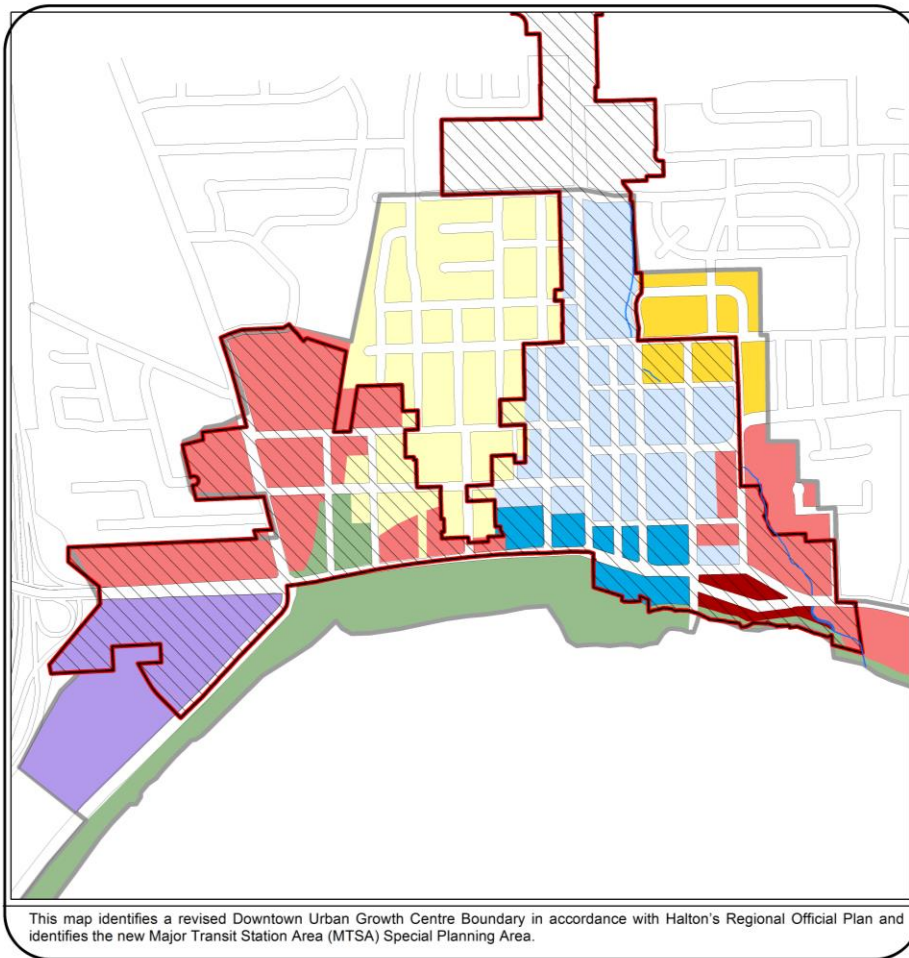 This map identifies a revised Downtown Urban Growth Centre Boundary in accordance with Halton's Regional Official Plan and
identifies the new Major Transit Station Area (MTSA) Special Planning Area.